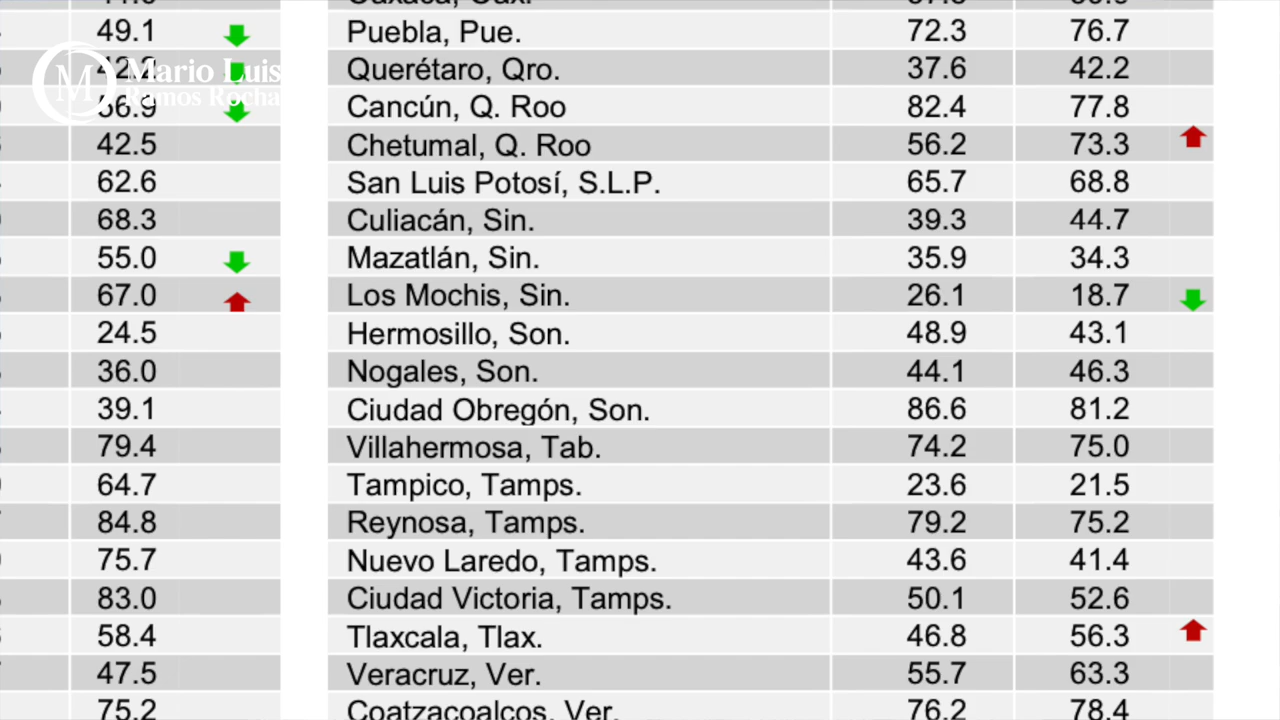 49.1 Puebla, Pue. 72.3 76.7
Mario Luis
Querétaro, Qro. 37.6 42.2
Ramos Rocha
56.9 Cancún, Q. Roo 82.4 77.8
42.5 Chetumal, Q. Roo 56.2 73.3
62.6 San Luis Potosí, S.L.P. 65.7 68.8
68.3 Culiacán, Sin. 39.3 44.7
55.0 Mazatlán, Sin. 35.9 34.3
67.0 Los Mochis, Sin. 26.1 18.7
24.5 Hermosillo, Son. 48.9 43.1
36.0 Nogales, Son. 44.1 46.3
39.1 Ciudad Obregón, Son. 86.6 81.2
79.4 Villahermosa, Tab. 74.2 75.0
64.7 Tampico, Tamps. 23.6 21.5
84.8 Reynosa, Tamps. 79.2 75.2
75.7 Nuevo Laredo, Tamps. 43.6 41.4
83.0 Ciudad Victoria, Tamps. 50.1 52.6
58.4 Tlaxcala, Tlax. 46.8 56.3
47.5 Veracruz, Ver. 55.7 63.3
75.2 Coatzacoalcos, Ver. 76.2 78.4